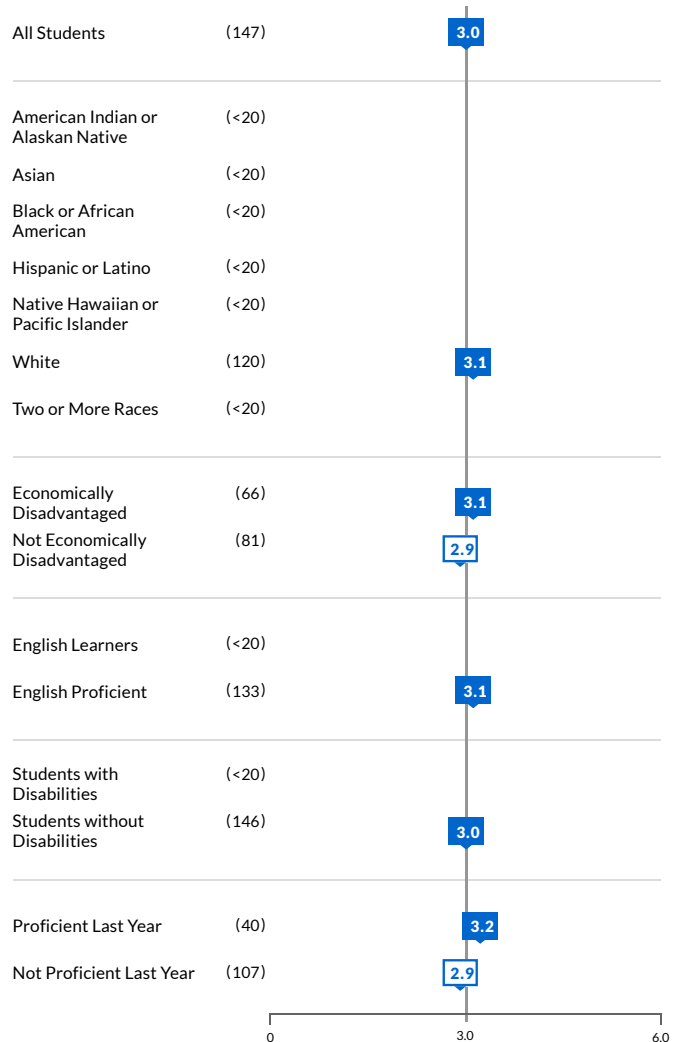 All Students (147) 3.0
American Indian or (<20)
Alaskan Native
Asian (<20)
Black or African (<20)
American
Hispanic or Latino (<20)
Native Hawaiian or (<20)
Pacific Islander
White (120) 3.1
Two or More Races (<20)
Economically (66) 3.1
Disadvantaged
Not Economically (81) 2.9
Disadvantaged
English Learners (<20)
English Proficient (133) 3.1
Students with (<20)
Disabilities
Students without (146) 3.0
Disabilities
Proficient Last Year (40) 3.2
Not Proficient Last Year (107) 2.9
0 3.0 6.0